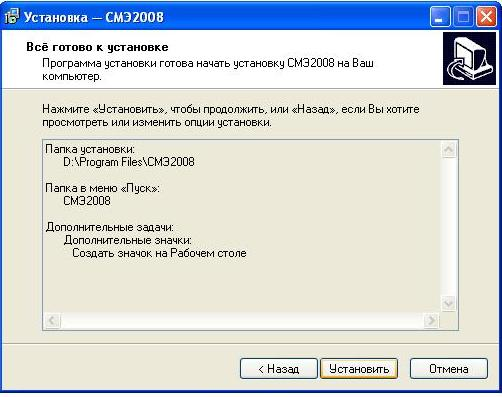 Установка — СМЭ2008
Всё готово к установке
Программа установки готова начать установку СМЭ2008 на Ваш
компьютер.
Нажмите «Установить», чтобы продолжить, или «Назад», если Вы хотите
просмотреть или изменить опции установки.
Папка установки:
D:\Program Files\СМЭ2008
Папка в меню «Пуск»:
СМЭ2008
Дополнительные задачи:
Дополнительные значки:
Создать значок на Рабочем столе
< Назад
Установить
Отмена